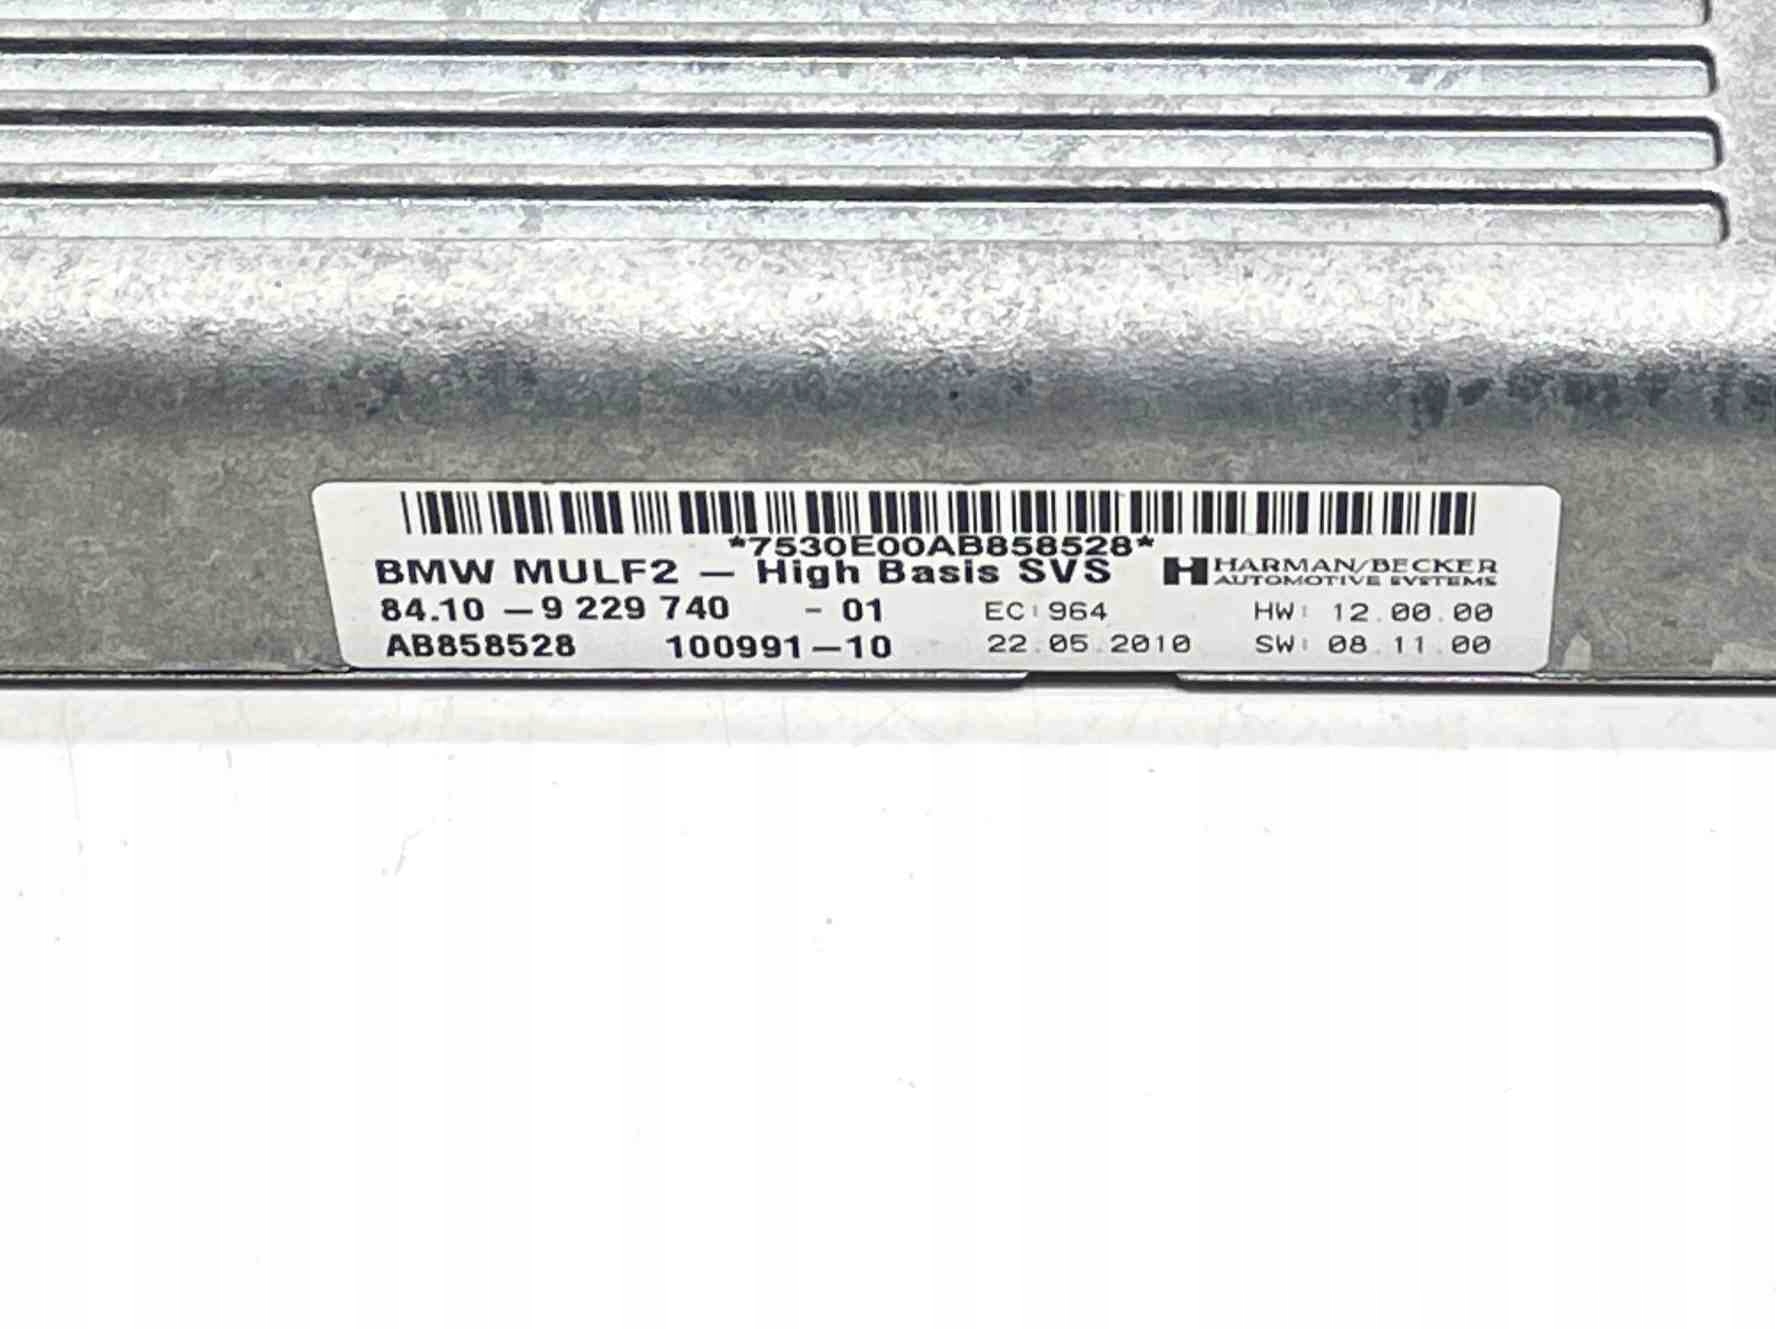 *7530E00AB858528*
BMW MULF2 – High Basis SVS HARMAN/BECKER
AUTOMOTIVE SYSTEMS
84.10 – 9 229 740 - 01 EC: 964 HW: 12.00.00
AB858528 100991–10 22.05.2010 SW: 08.11.00